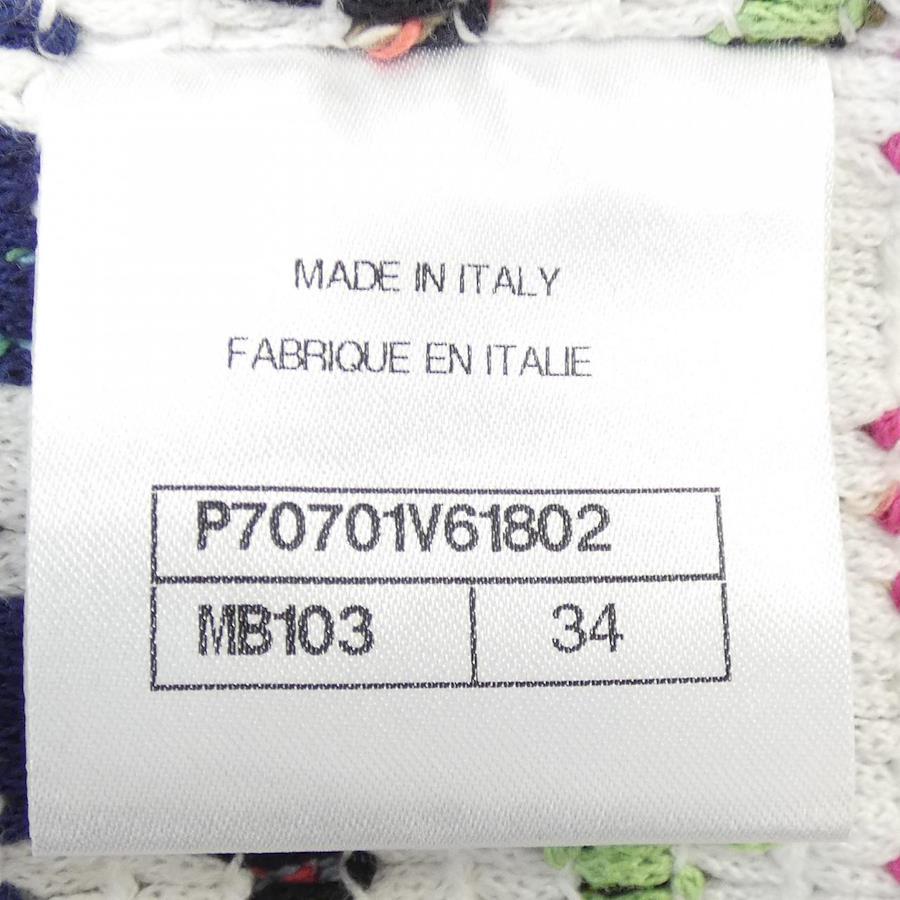 MADE IN ITALY
FABRIQUE EN ITALIE
P70701V61802
MB103 34